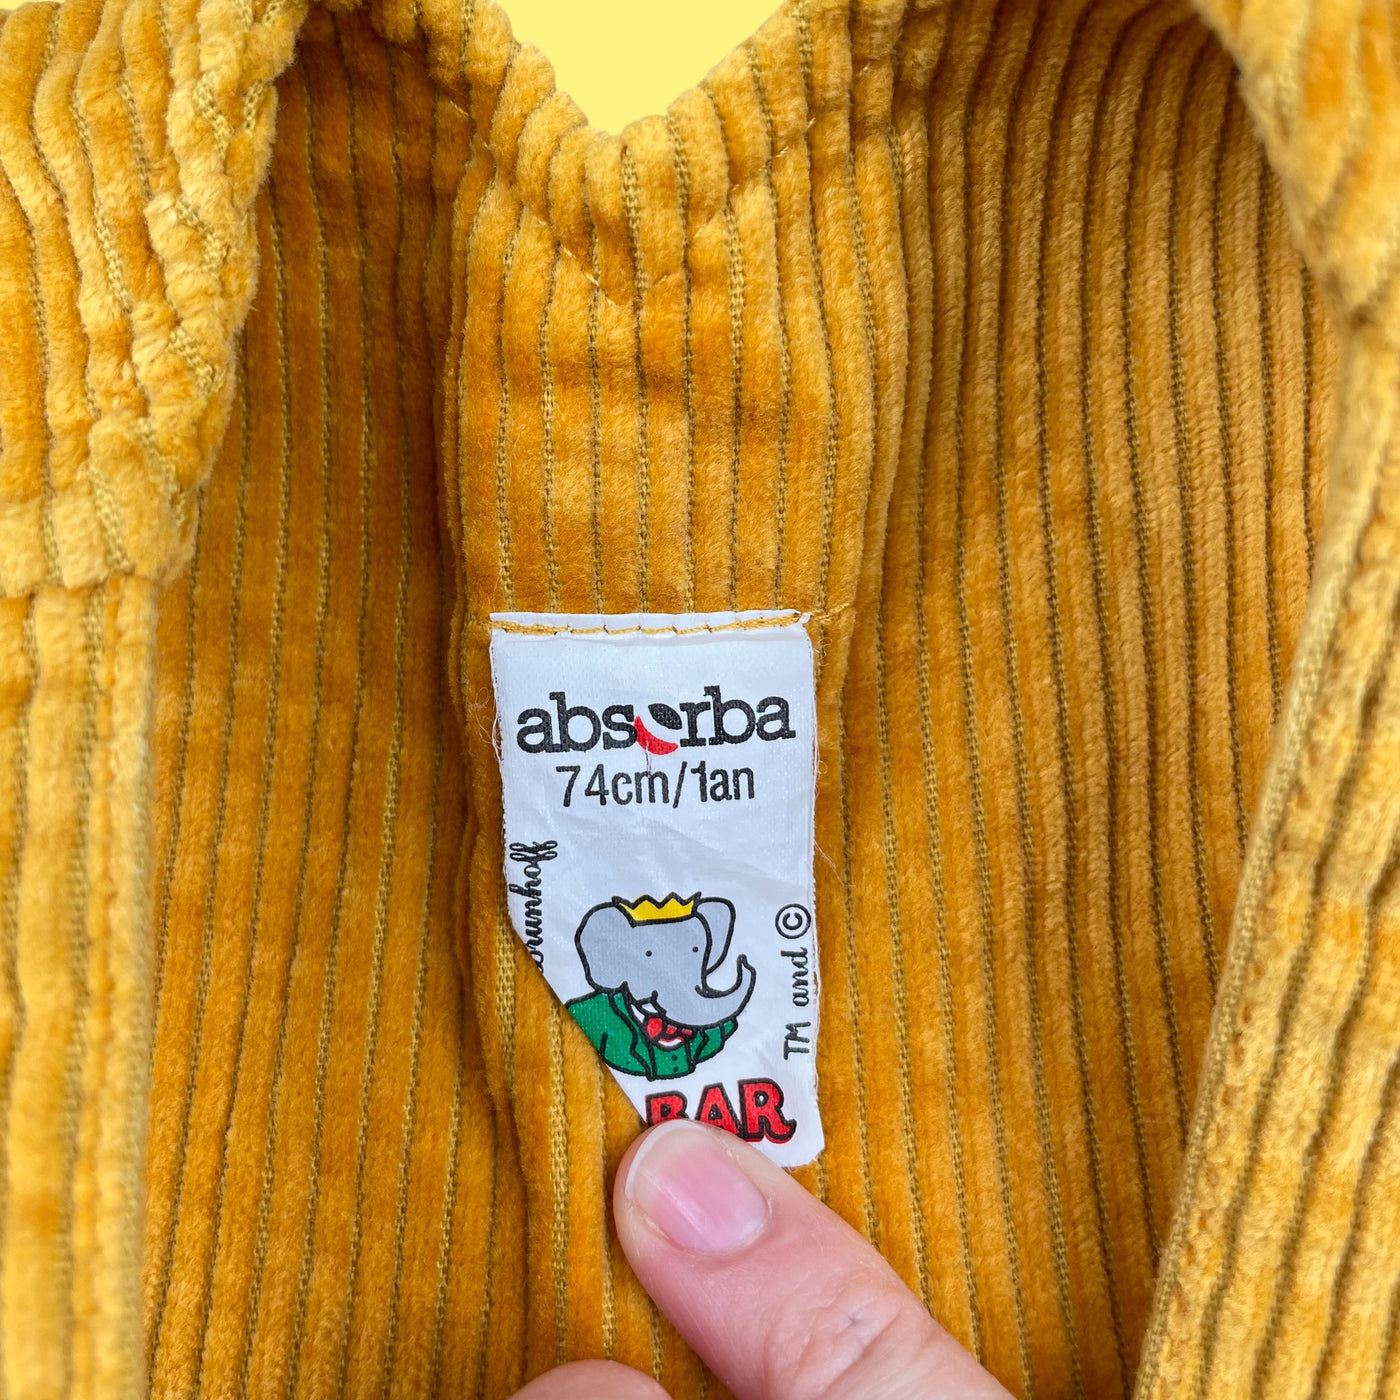 absorba
74cm/1an
TM and ©
BAR